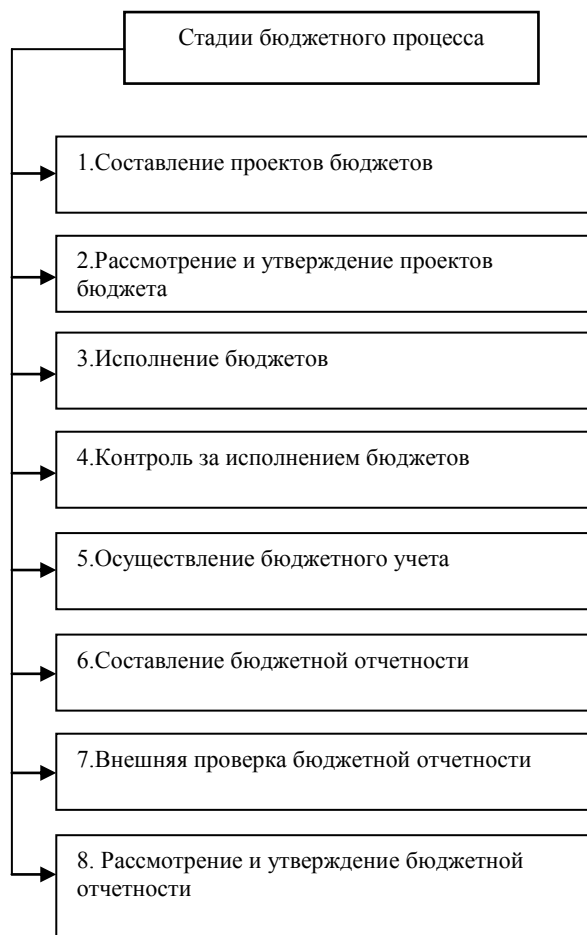 Стадии бюджетного процесса
1.Составление проектов бюджетов
2.Рассмотрение и утверждение проектов
бюджета
3.Исполнение бюджетов
4.Контроль за исполнением бюджетов
5.Осуществление бюджетного учета
6.Составление бюджетной отчетности
7.Внешняя проверка бюджетной отчетности
8. Рассмотрение и утверждение бюджетной
отчетности